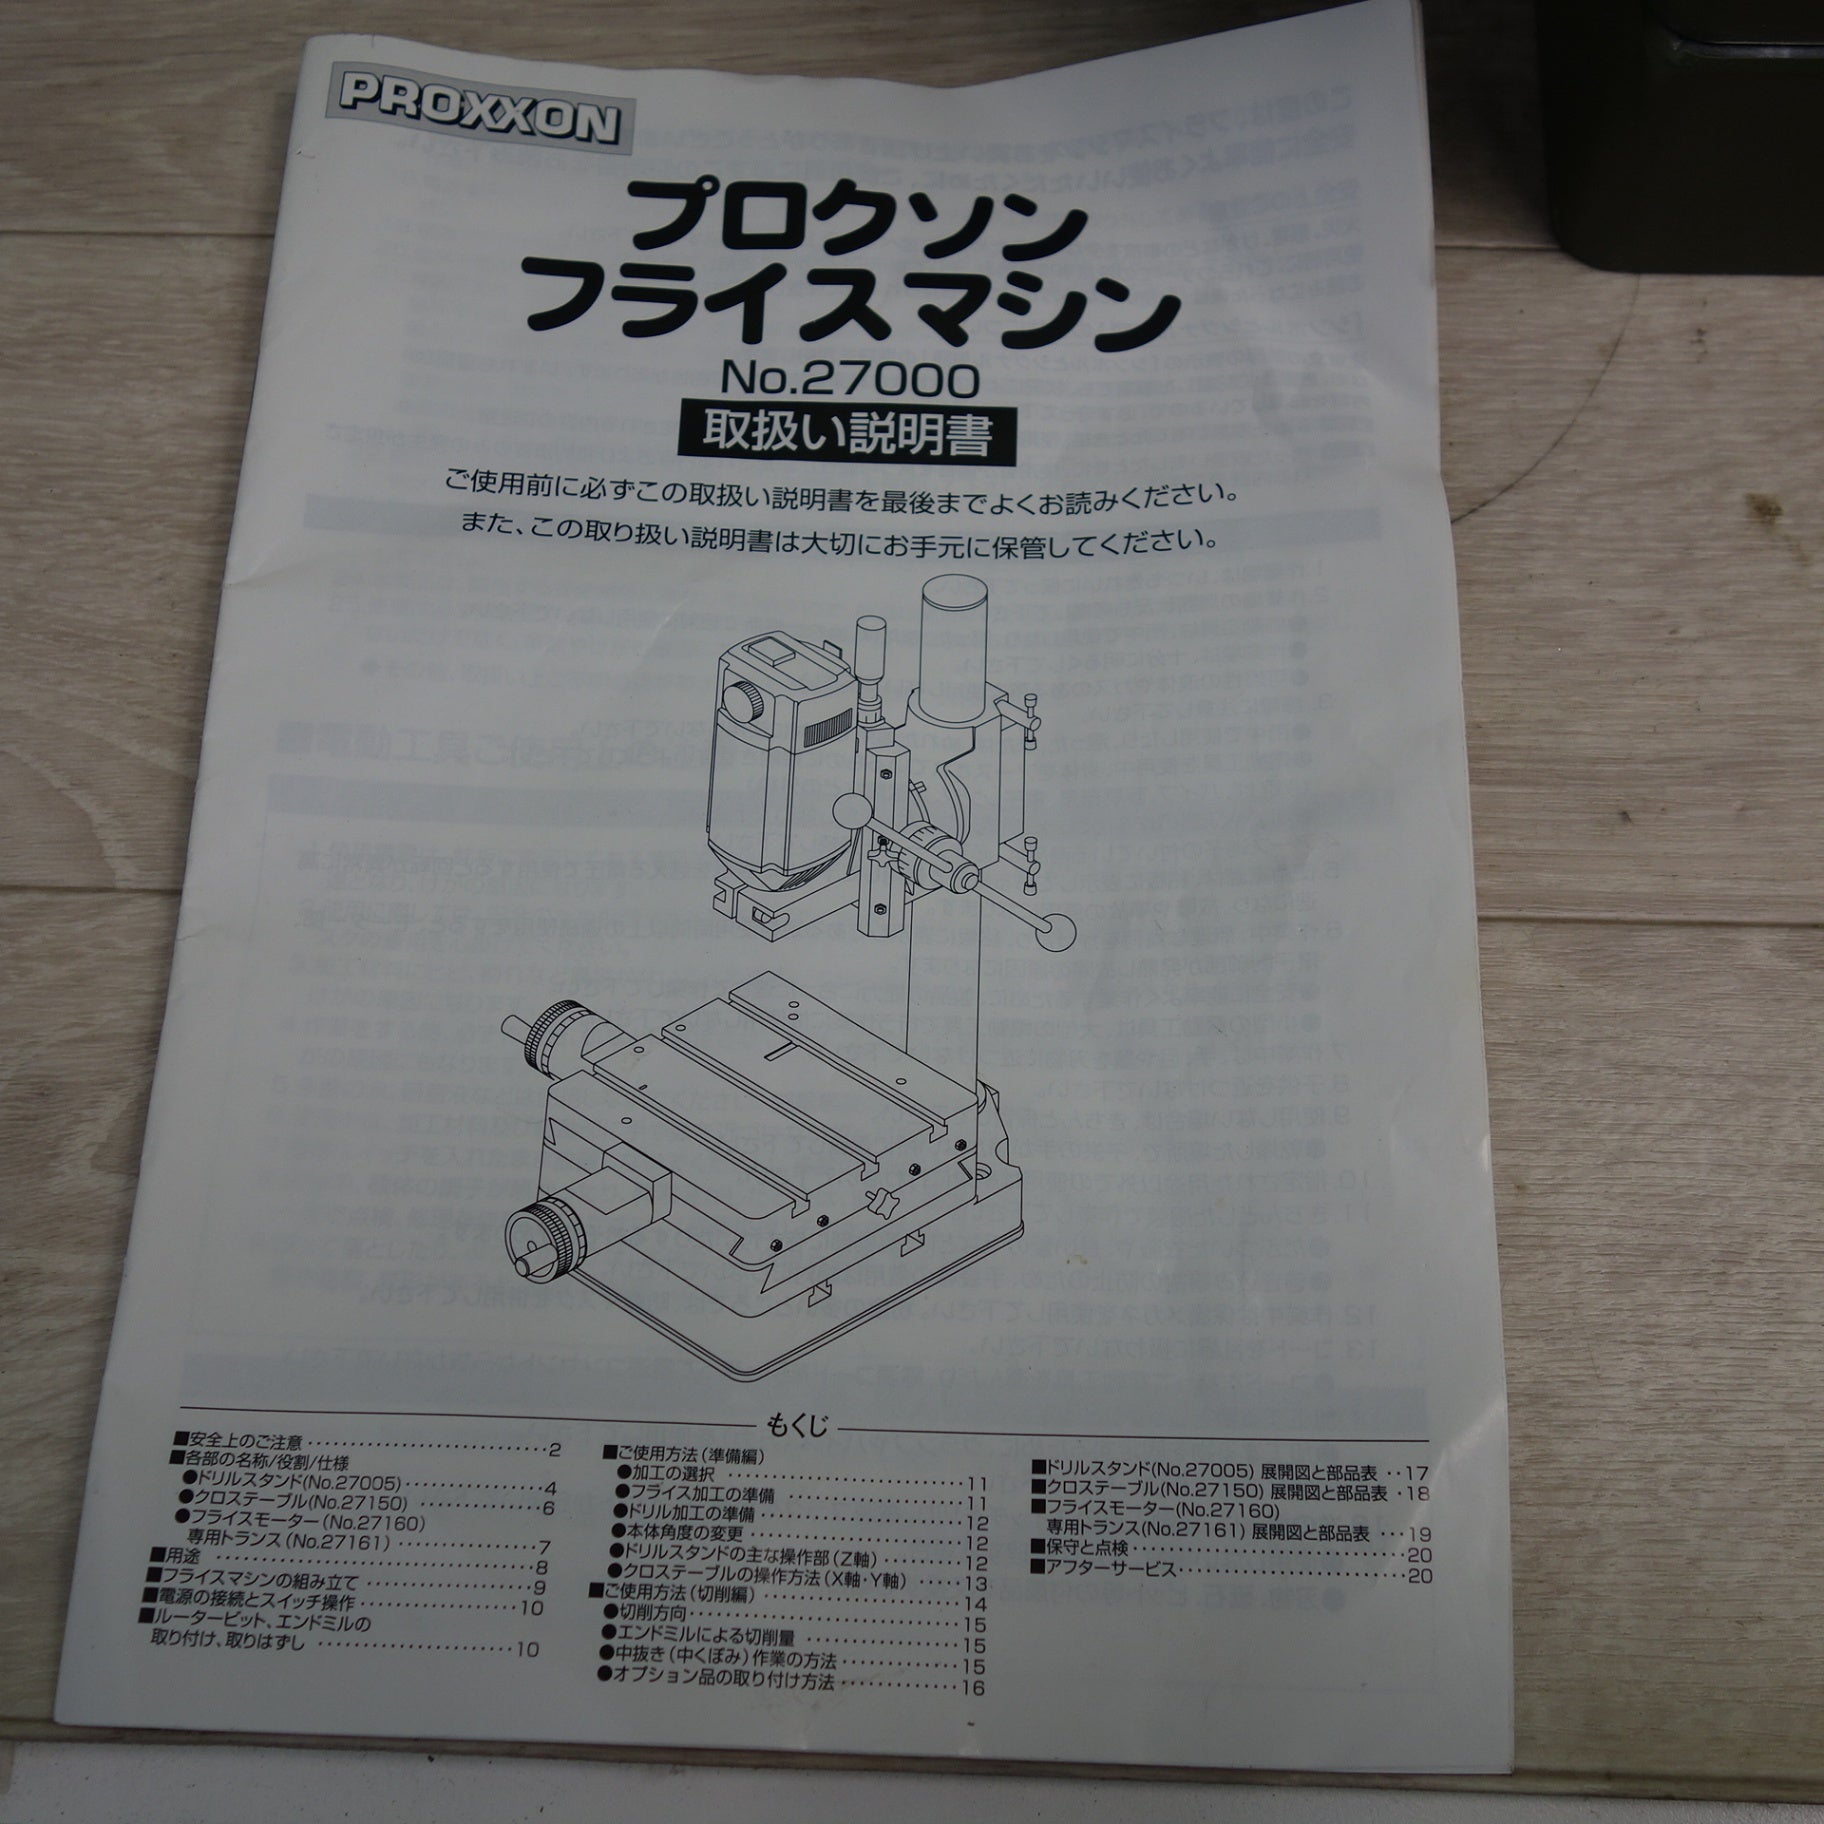 PROXXON
プロクソン
フライスマシン
No.27000
取扱い説明書
ご使用前に必ずこの取扱い説明書を最後までよくお読みください。
また、この取り扱い説明書は大切にお手元に保管してください。
もくじ
■安全上のご注意 ・・・・・・・・・・・・・・・・・・・・・・・・・・2
■各部の名称/役割/仕様
●ドリルスタンド(No.27005)・・・・・・・・・・・・・・・4
●クロステーブル(No.27150) ・・・・・・・・・・・・・・6
●フライスモーター(No.27160)
専用トランス(No.27161) ・・・・・・・・・・・・・・・7
■用途 ・・・・・・・・・・・・・・・・・・・・・・・・・・・・・・・・8
■フライスマシンの組み立て ・・・・・・・・・・・・・・・・・9
■電源の接続とスイッチ操作 ・・・・・・・・・・・・・・・・10
■ルータービット、エンドミルの
取り付け、取りはずし ・・・・・・・・・・・・・・・・・・・10
■ご使用方法(準備編)
●加工の選択 ・・・・・・・・・・・・・・・・・・・・・・・11
●フライス加工の準備 ・・・・・・・・・・・・・・・・・11
●ドリル加工の準備 ・・・・・・・・・・・・・・・・・・・12
●本体角度の変更 ・・・・・・・・・・・・・・・・・・・・12
●ドリルスタンドの主な操作部(Z軸)・・・・・・・・12
●クロステーブルの操作方法(X軸・Y軸) ・・・・・13
■ご使用方法(切削編)・・・・・・・・・・・・・・・・・・・14
●切削方向・・・・・・・・・・・・・・・・・・・・・・・・・・15
●エンドミルによる切削量 ・・・・・・・・・・・・・・・15
●中抜き(中くぼみ)作業の方法・・・・・・・・・・・・15
●オプション品の取り付け方法・・・・・・・・・・・・・16
■ドリルスタンド(No.27005) 展開図と部品表 ・・17
■クロステーブル(No.27150) 展開図と部品表 ・18
■フライスモーター(No.27160)
専用トランス(No.27161) 展開図と部品表 ・・・19
■保守と点検・・・・・・・・・・・・・・・・・・・・・・・・・・・20
■アフターサービス・・・・・・・・・・・・・・・・・・・・・・20